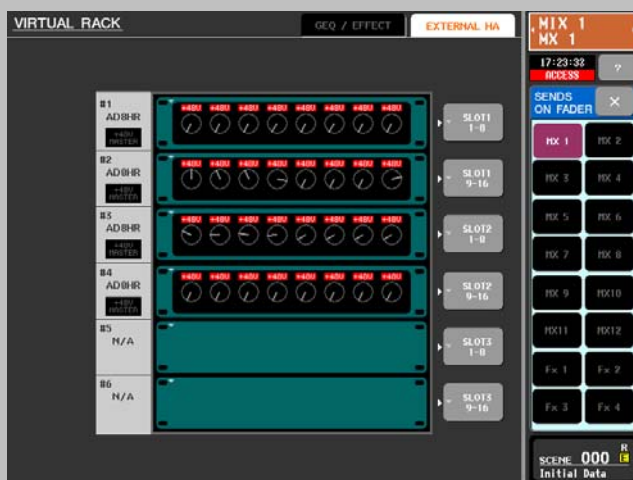 VIRTUAL RACK
GEQ / EFFECT
EXTERNAL HA
MIX 1
MX 1
17:23:33
ACCESS
?
SENDS
ON FADER
×
#1
AD8HR
+48V
MASTER
+48V +48V +48V +48V +48V +48V +48V +48V
SLOT1
1-8
#2
AD8HR
+48V
MASTER
+48V +48V +48V +48V +48V +48V +48V +48V
SLOT1
9-16
#3
AD8HR
+48V
MASTER
+48V +48V +48V +48V +48V +48V +48V +48V
SLOT2
1-8
#4
AD8HR
+48V
MASTER
+48V +48V +48V +48V +48V +48V +48V +48V
SLOT2
9-16
#5
N/A
SLOT3
1-8
#6
N/A
SLOT3
9-16
MX 1 MX 2
MX 3 MX 4
MX 5 MX 6
MX 7 MX 8
MX 9 MX10
MX11 MX12
Fx 1 Fx 2
Fx 3 Fx 4
SCENE 000 R E
Initial Data